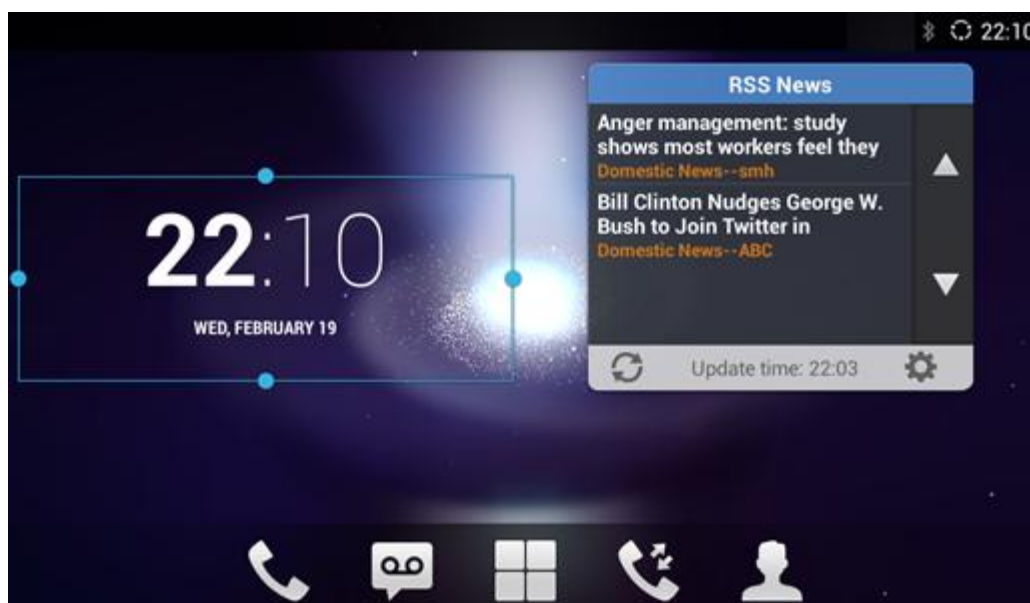 22:10
RSS News
Anger management: study
shows most workers feel they
Domestic News--smh
Bill Clinton Nudges George W.
Bush to Join Twitter in
Domestic News--ABC
Update time: 22:03
22:10
WED, FEBRUARY 19